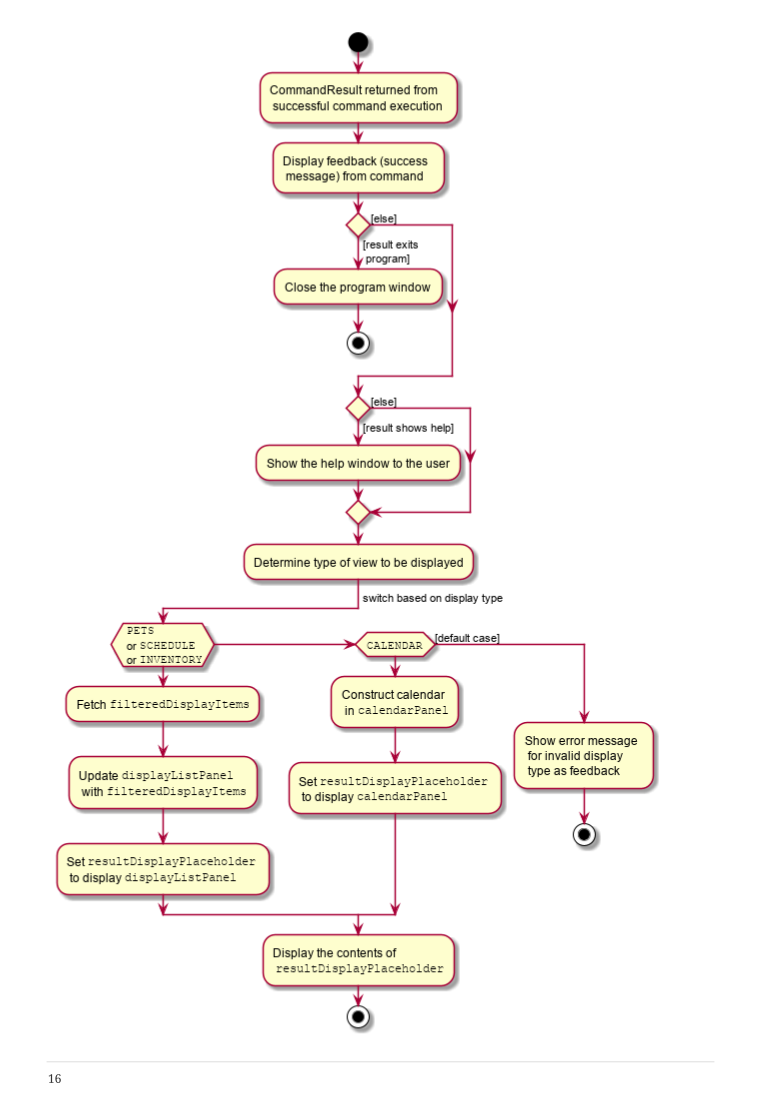 CommandResult returned from
successful command execution
Display feedback (success
message) from command
[else]
[result exits
program]
Close the program window
[else]
[result shows help]
Show the help window to the user
Determine type of view to be displayed
switch based on display type
PETS
or SCHEDULE
or INVENTORY
CALENDAR
[default case]
Fetch filteredDisplayItems
Update displayListPanel
with filteredDisplayItems
Set resultDisplayPlaceholder
to display displayListPanel
Construct calendar
in calendarPanel
Set resultDisplayPlaceholder
to display calendarPanel
Show error message
for invalid display
type as feedback
Display the contents of
resultDisplayPlaceholder
16